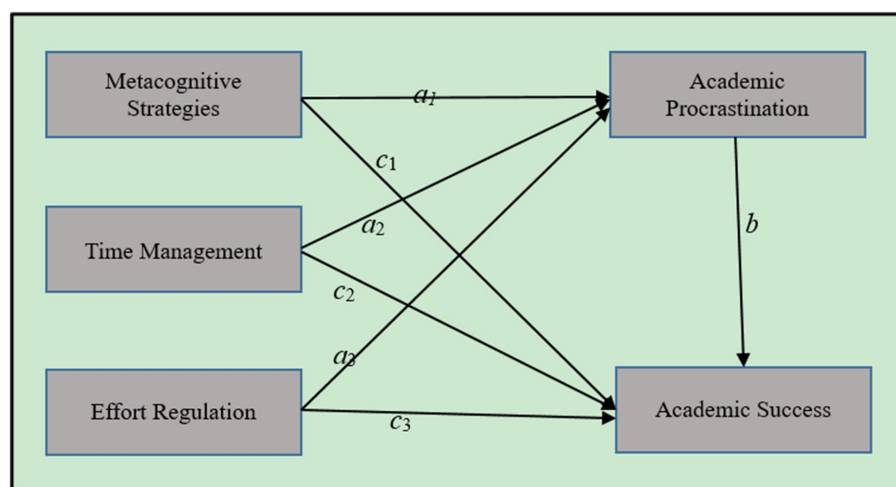 Metacognitive
Strategies
a1
Academic
Procrastination
c1
a2
b
Time Management
c2
a3
Effort Regulation
c3
Academic Success